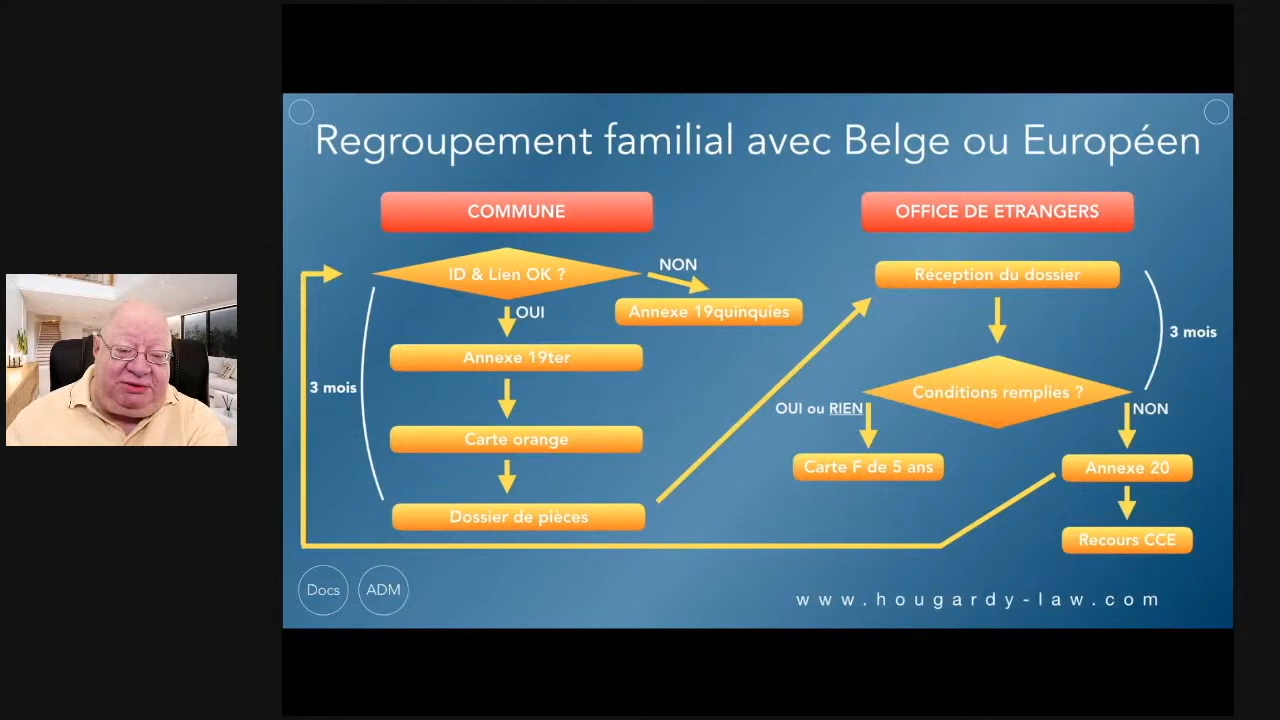 Regroupement familial avec Belge ou Européen
COMMUNE
ID & Lien OK ?
NON
Annexe 19quinquies
OUI
Annexe 19ter
3 mois
Carte orange
Dossier de pièces
OFFICE DE ETRANGERS
Réception du dossier
3 mois
Conditions remplies ?
OUI ou RIEN
NON
Carte F de 5 ans
Annexe 20
Recours CCE
Docs
ADM
www.hougardy-law.com